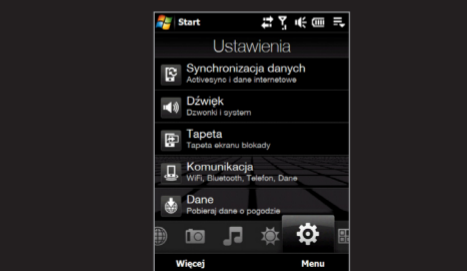 Start
Ustawienia
Synchronizacja danych
Activesync i dane internetowe
Dźwięk
Dzwonki i system
Tapeta
Tapeta ekranu blokady
Komunikacja
WiFi, Bluetooth, Telefon, Dane
Dane
Pobieraj dane o pogodzie
Więcej
Menu